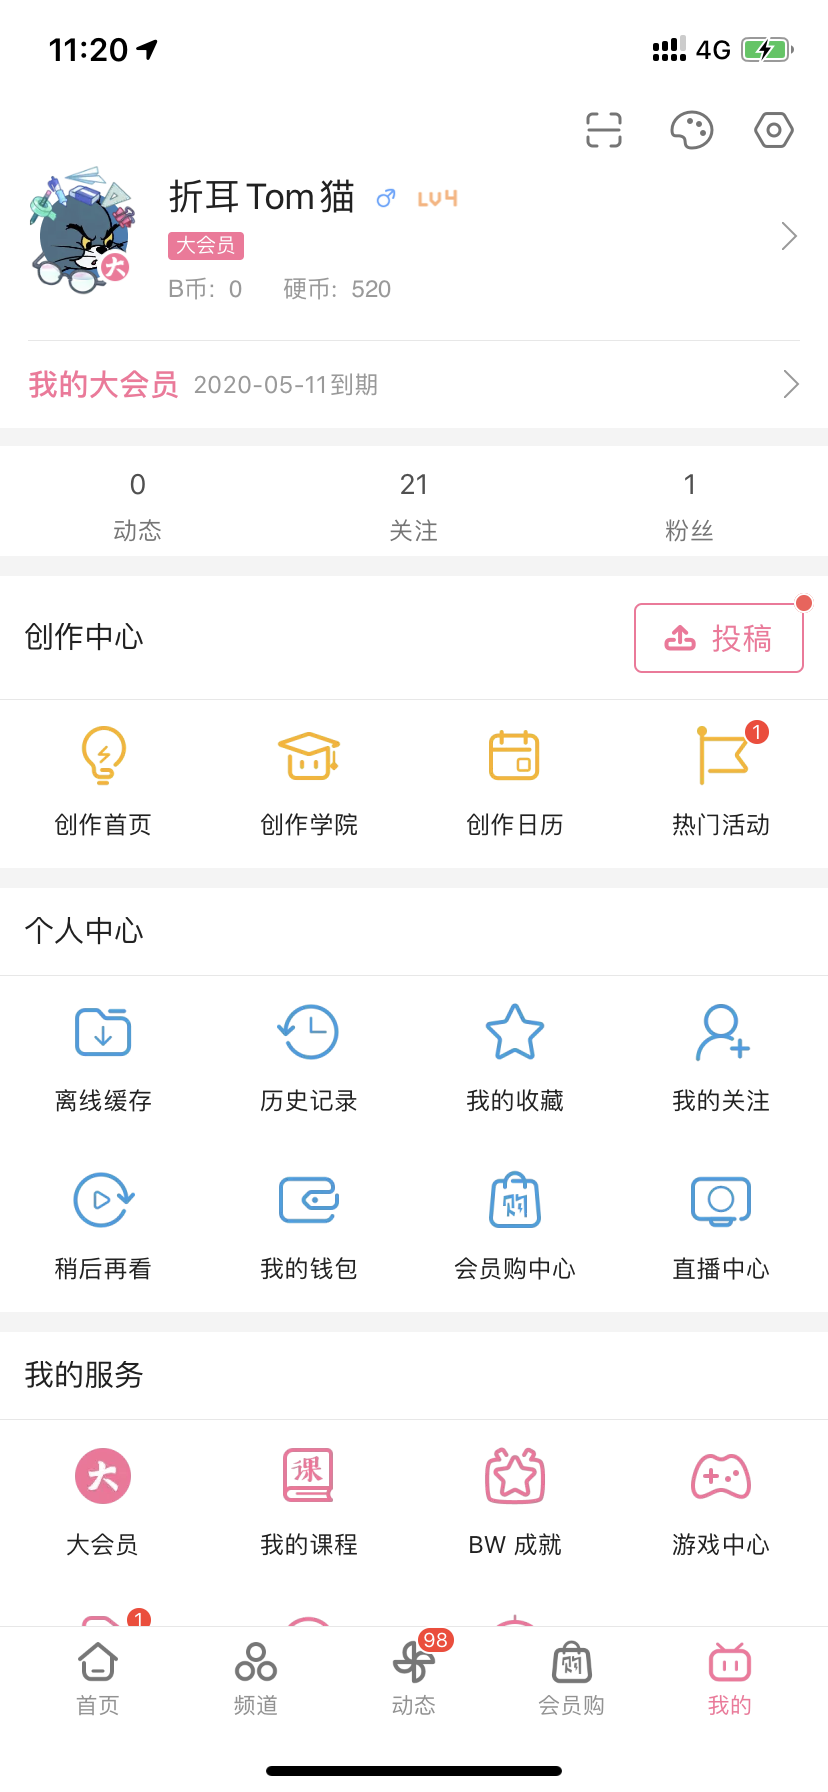 11:20 4G
折耳Tom猫 LV4
大会员
大
B币: 0 硬币: 520
我的大会员 2020-05-11到期
0 21 1
动态 关注 粉丝
创作中心 投稿
1
创作首页 创作学院 创作日历 热门活动
个人中心
离线缓存 历史记录 我的收藏 我的关注
购
稍后再看 我的钱包 会员购中心 直播中心
我的服务
大 课
大会员 我的课程 BW 成就 游戏中心
1
98
购
首页 频道 动态 会员购 我的